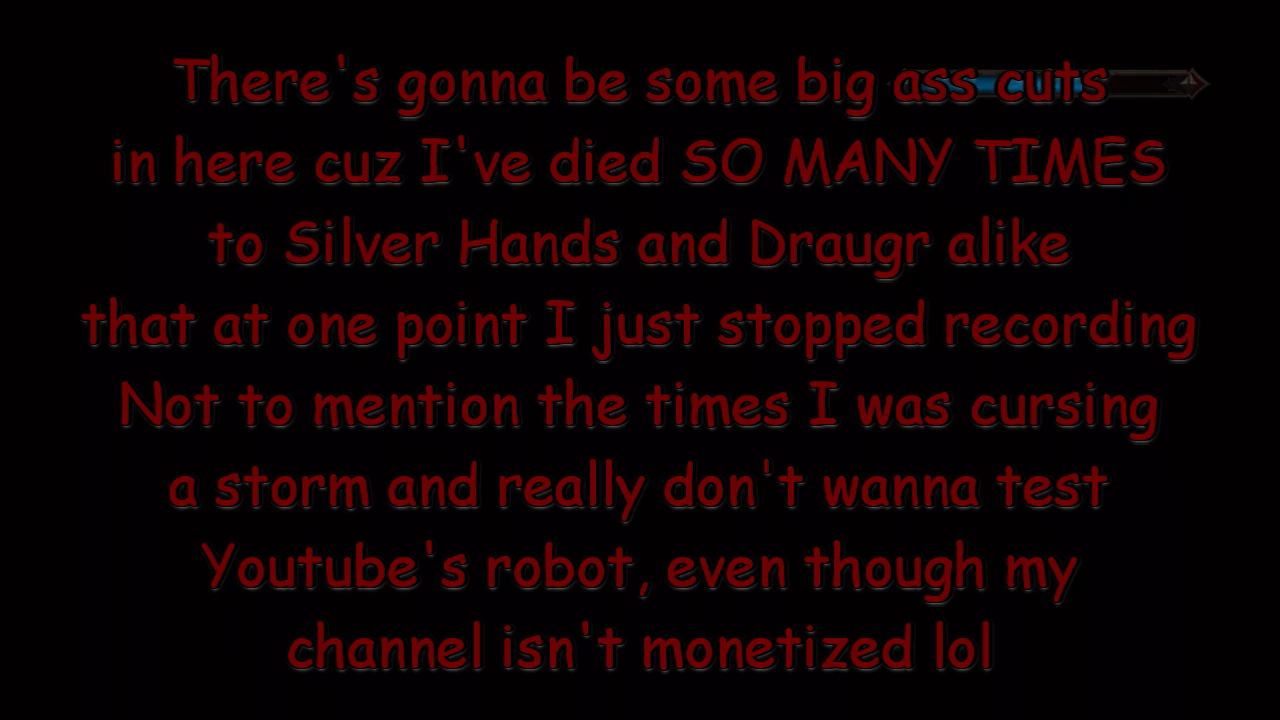 There's gonna be some big ass cuts
in here cuz I've died SO MANY TIMES
to Silver Hands and Draugr alike
that at one point I just stopped recording
Not to mention the times I was cursing
a storm and really don't wanna test
Youtube's robot, even though my
channel isn't monetized lol